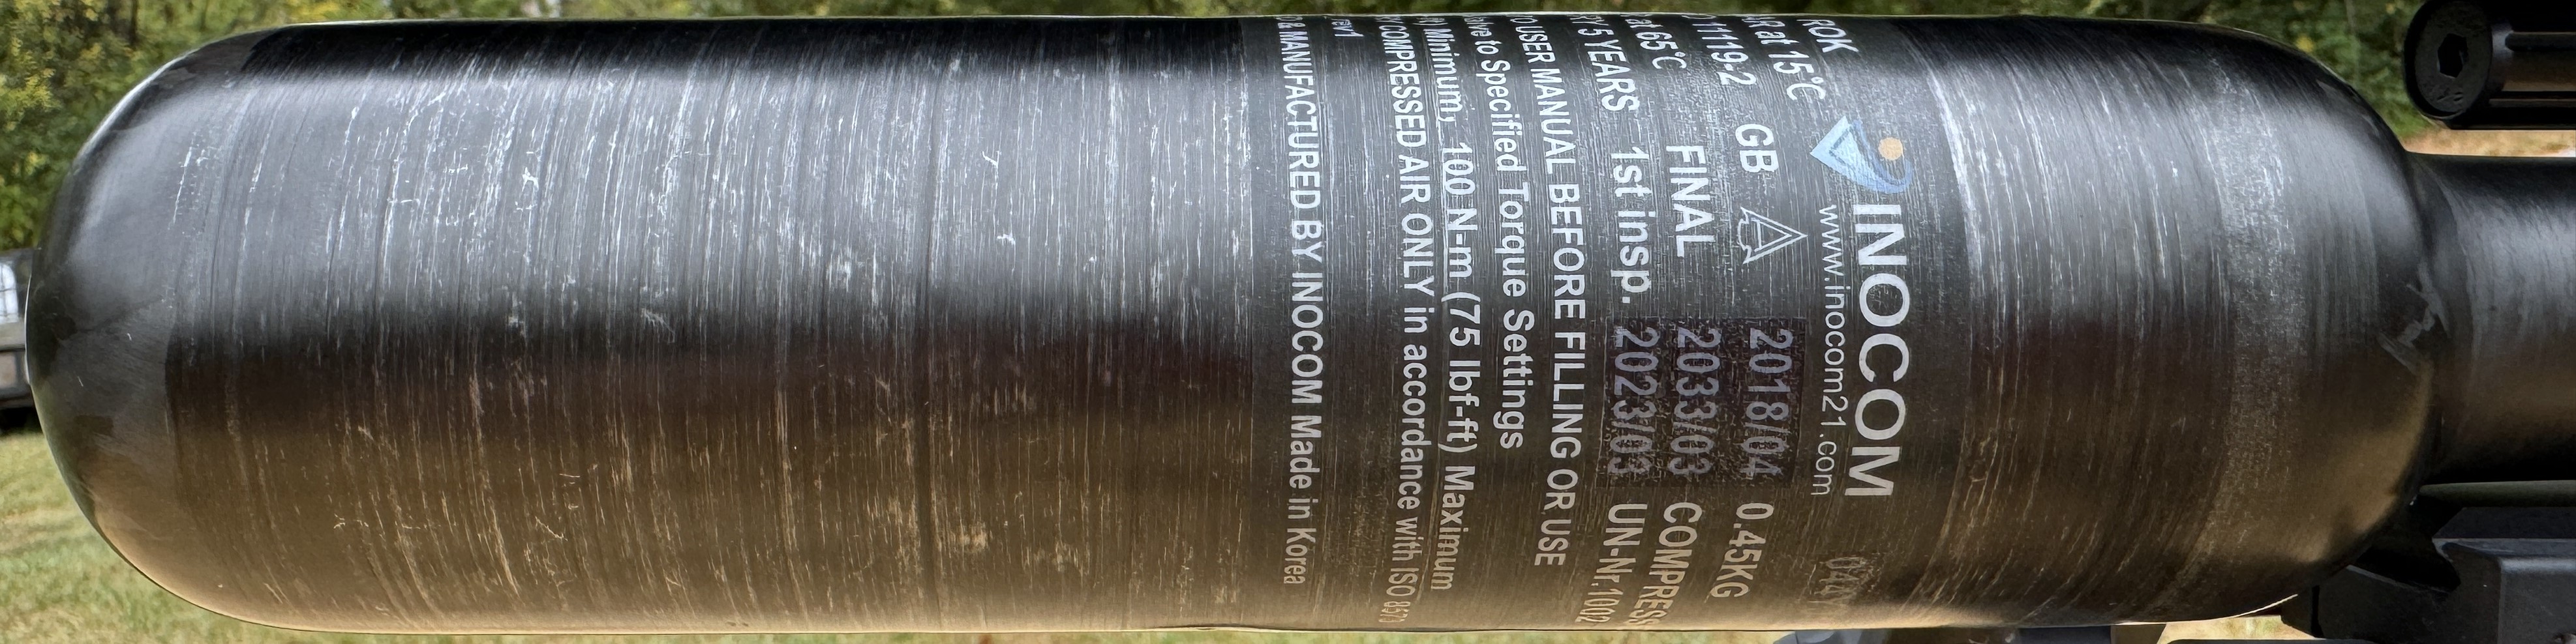 INOCOM
www.inocom21.com
ROK
AR at 15°C
11119-2 GB 2018/04 0.45KG
at 65°C FINAL 2033/03 COMPRESS
5 YEARS 1st insp. 2023/03 UN-Nr.1002
USER MANUAL BEFORE FILLING OR USE
to Specified Torque Settings
Minimum, 100 N-m (75 lbf-ft) Maximum
COMPRESSED AIR ONLY in accordance with ISO 8573
rev1
& MANUFACTURED BY INOCOM Made in Korea